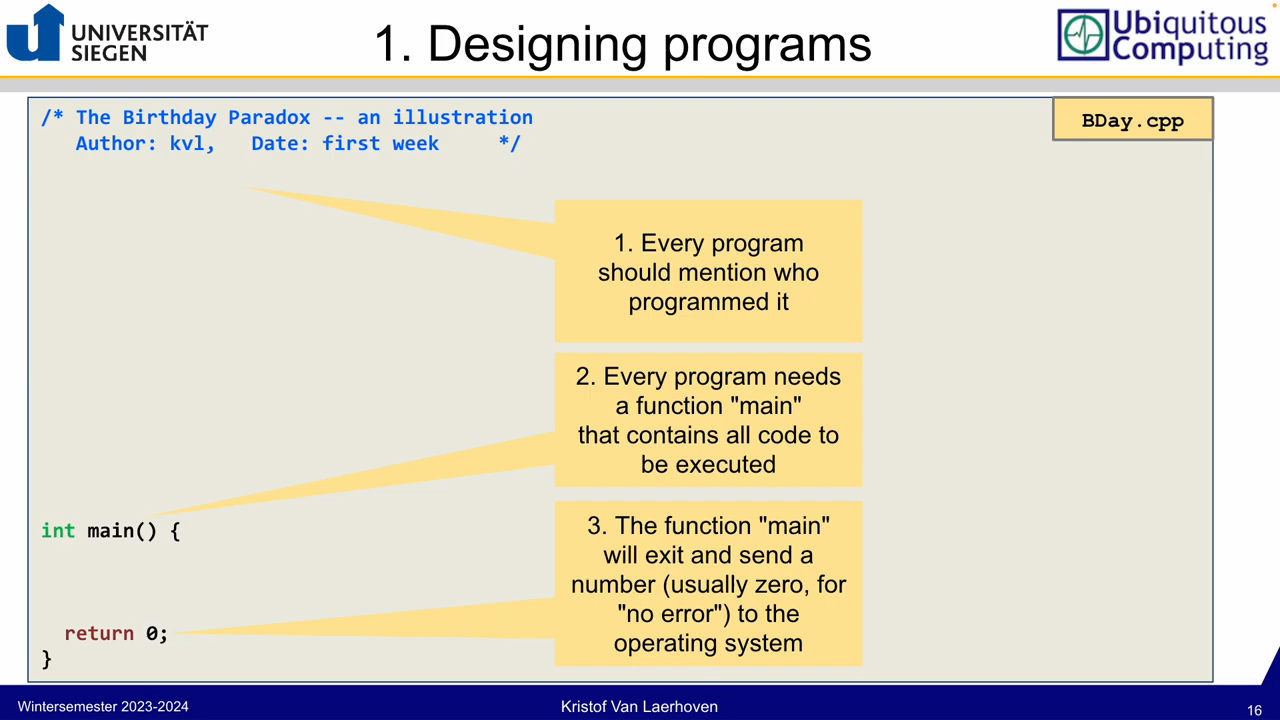 UNIVERSITÄT
SIEGEN
1. Designing programs
Ubiquitous
Computing
/* The Birthday Paradox -- an illustration
Author: kvl, Date: first week */
BDay.cpp
1. Every program
should mention who
programmed it
2. Every program needs
a function "main"
that contains all code to
be executed
int main() {
3. The function "main"
will exit and send a
number (usually zero, for
"no error") to the
operating system
return 0;
}
Wintersemester 2023-2024
Kristof Van Laerhoven
16